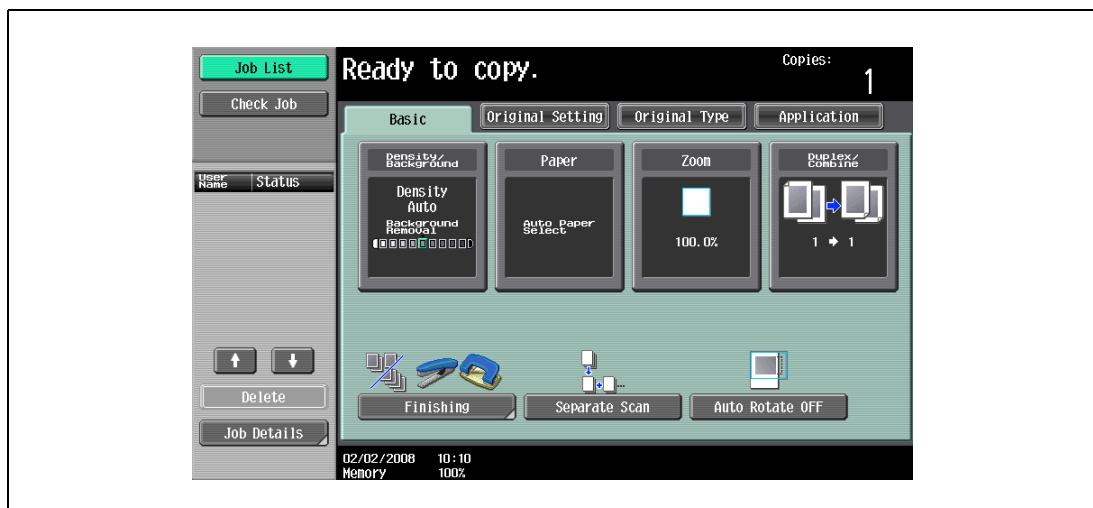 Job List
Check Job
User
Name
Status
Delete
Job Details
Ready to copy.
Copies:
1
Basic
Original Setting
Original Type
Application
Density/
Background
Density
Auto
Background
Removal
Paper
Auto Paper
Select
Zoom
100.0%
Duplex/
Combine
1 → 1
Finishing
Separate Scan
Auto Rotate OFF
02/02/2008 10:10
Memory 100%